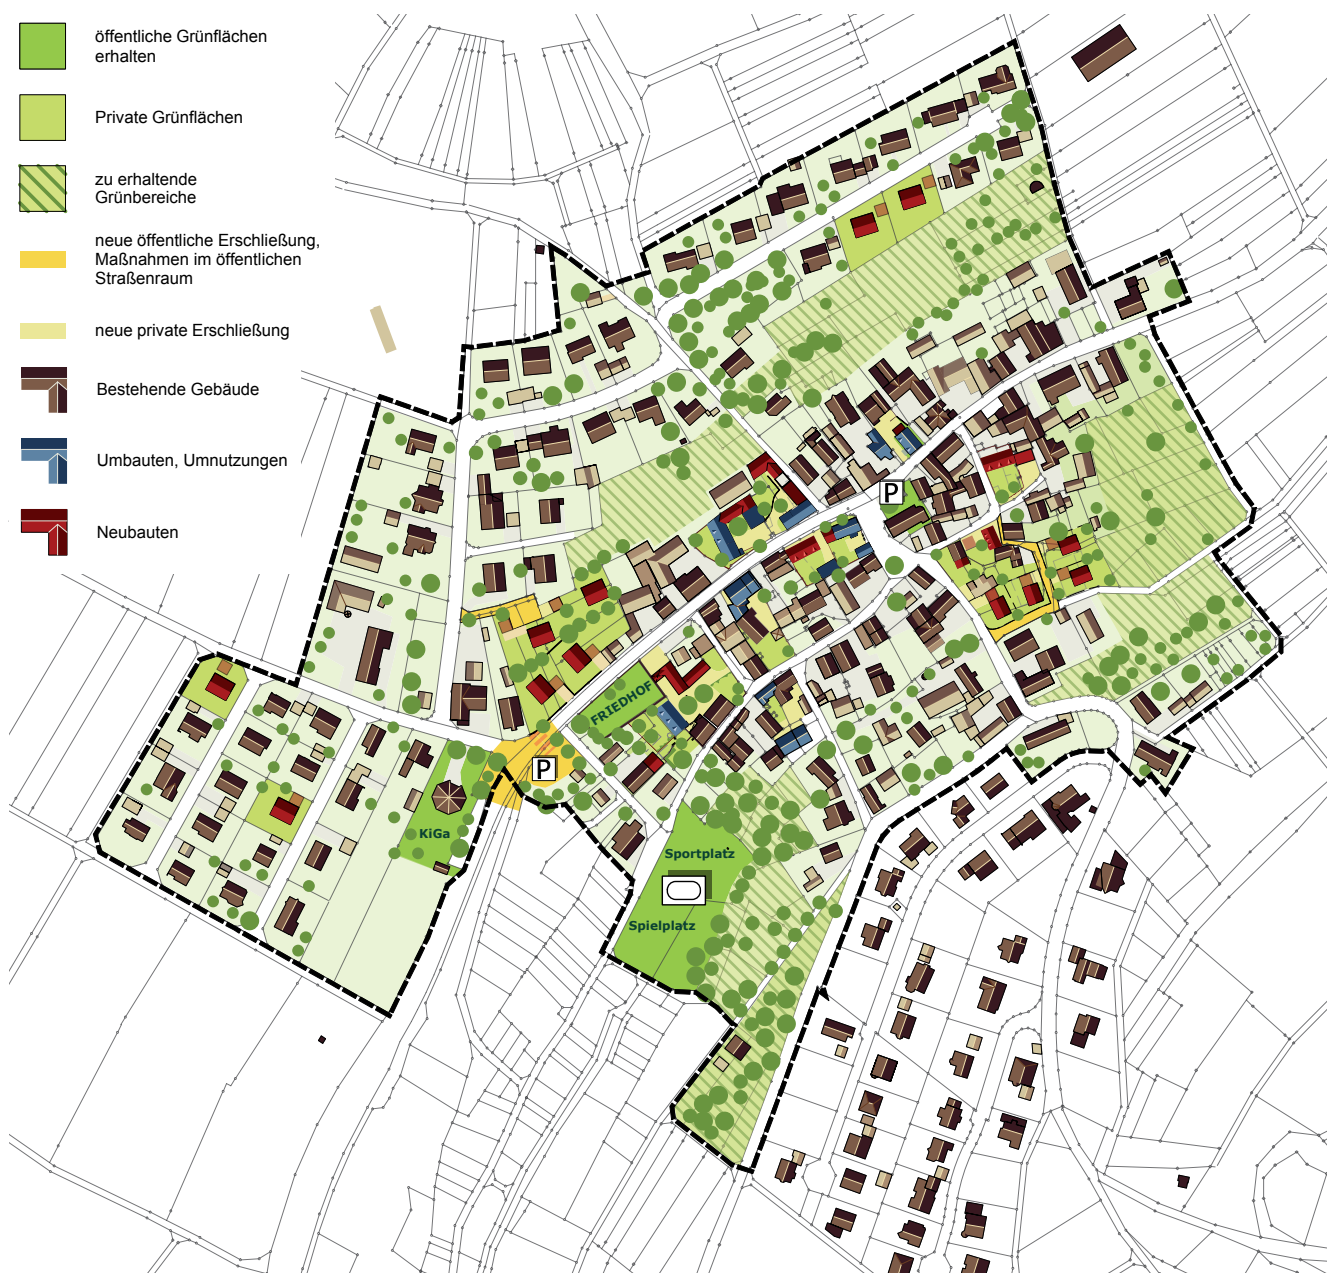 öffentliche Grünflächen
erhalten
Private Grünflächen
zu erhaltende
Grünbereiche
neue öffentliche Erschließung,
Maßnahmen im öffentlichen
Straßenraum
neue private Erschließung
Bestehende Gebäude
Umbauten, Umnutzungen
Neubauten
P
FRIEDHOF
P
KiGa
Sportplatz
Spielplatz